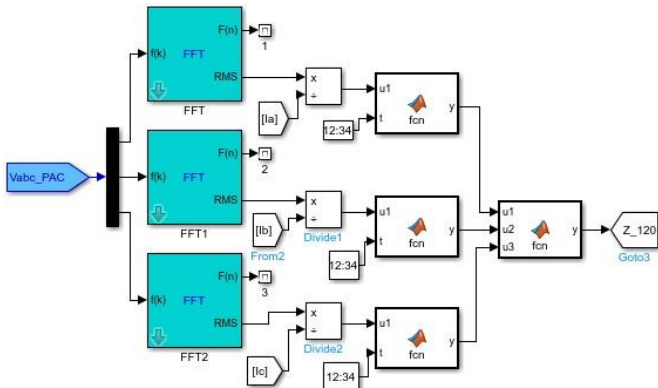 F(n)
f(k)
FFT
RMS
FFT
1
x
÷
[Ia]
u1
y
t
fcn
12:34
Vabc_PAC
F(n)
f(k)
FFT
RMS
FFT1
2
x
÷
[Ib]
From2
Divide1
u1
y
t
fcn
12:34
u1
u2
u3
y
fcn
Z_120
Goto3
F(n)
f(k)
FFT
RMS
FFT2
3
x
÷
[Ic]
Divide2
u1
y
t
fcn
12:34